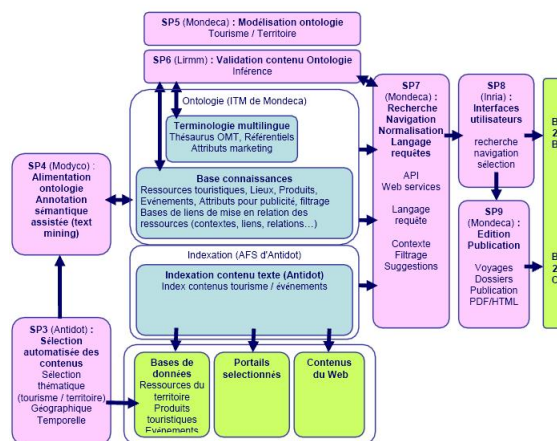 SP5 (Mondeca) : Modélisation ontologie
Tourisme / Territoire
SP6 (Lirmm) : Validation contenu Ontologie
Inférence
Ontologie (ITM de Mondeca)
Terminologie multilingue
Thésaurus OMT, Référentiels
Attributs marketing
Base connaissances
Ressources touristiques, Lieux, Produits,
Evénements, Attributs pour publicité, filtrage
Bases de liens de mise en relation des
ressources (contextes, liens, relations…)
Indexation (AFS d'Antidot)
Indexation contenu texte (Antidot)
Index contenus tourisme / événements
SP4 (Modyco) :
Alimentation
ontologie
Annotation
sémantique
assistée (text
mining)
SP3 (Antidot) :
Sélection
automatisée des
contenus
Sélection
thématique
(tourisme / territoire)
Géographique
Temporelle
Bases de
données
Ressources du
territoire
Produits
touristiques
Evénements
Portails
selectionnés
Contenus
du Web
SP7
(Mondeca) :
Recherche
Navigation
Normalisation
Langage
requêtes
API
Web services
Langage
requête
Contexte
Filtrage
Suggestions
SP8
(Inria) :
Interfaces
utilisateurs
recherche
navigation
sélection
SP9
(Mondeca) :
Edition
Publication
Voyages
Dossiers
Publication
PDF/HTML
B
2
B
B
2
C